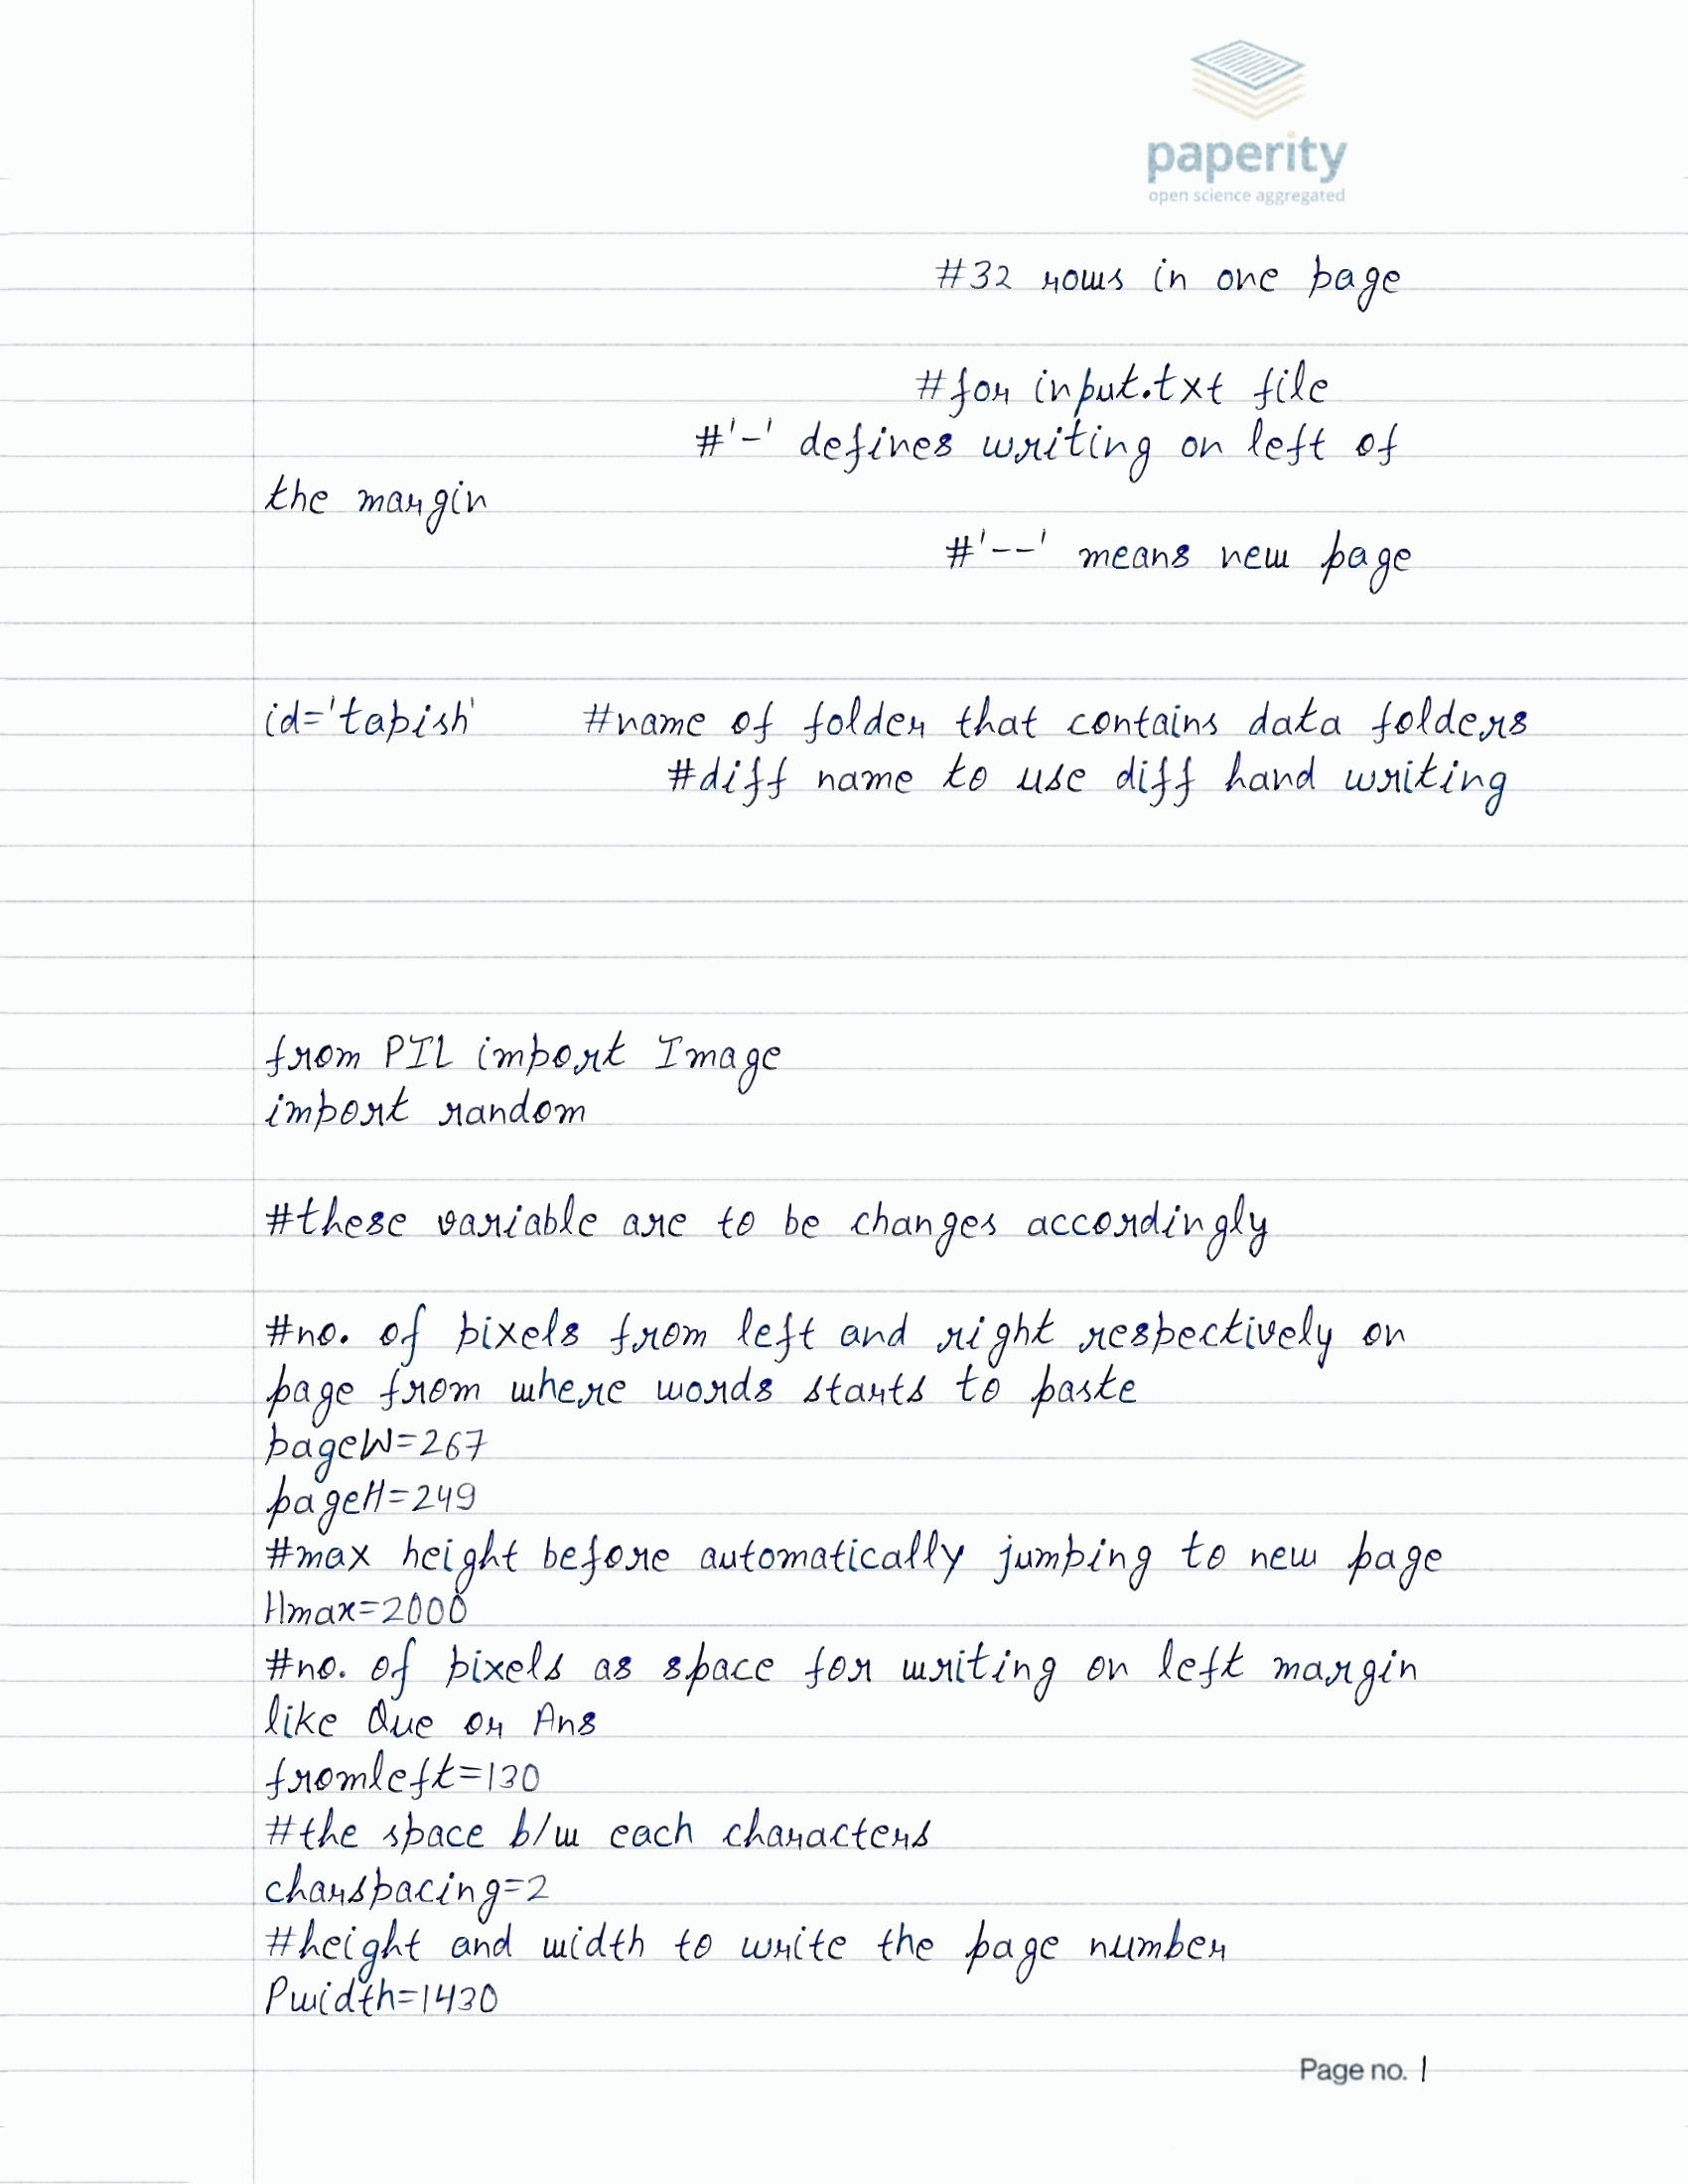 paperity
open science aggregated
#32 rows in one page
#for input.txt file
#'-' defines writing on left of
the margin
#'--' means new page
id='tapish' #name of folder that contains data folders
#diff name to use diff hand writing
from PIL import Image
import random
#these variable are to be changes accordingly
#no. of pixels from left and right respectively on
page from where words starts to paste
pageW=267
pageH=249
#max height before automatically jumping to new page
Hmax=2000
#no. of pixels as space for writing on left margin
like Que or Ans
fromleft=130
#the space b/w each characters
charspacing=2
#height and width to write the page number
Pwidth=1430
Page no. 1